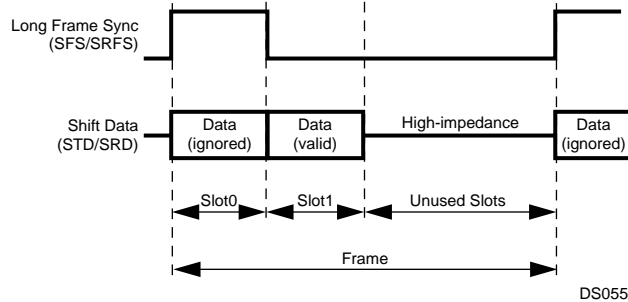 Long Frame Sync
(SFS/SRFS)
Shift Data
(STD/SRD)
Data
(ignored)
Data
(valid)
High-impedance
Data
(ignored)
Slot0
Slot1
Unused Slots
Frame
DS055